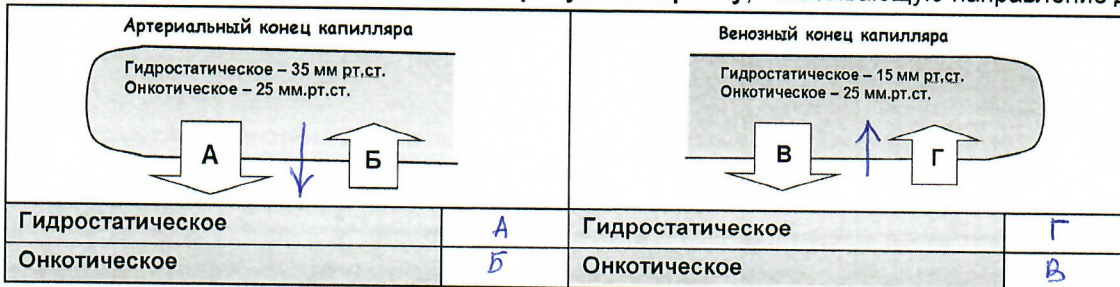 направление
Артериальный конец капилляра
Гидростатическое – 35 мм рт.ст.
Онкотическое – 25 мм.рт.ст.
А
Б
Венозный конец капилляра
Гидростатическое – 15 мм рт.ст.
Онкотическое – 25 мм.рт.ст.
В
Г
Гидростатическое А Гидростатическое Г
Онкотическое Б Онкотическое В